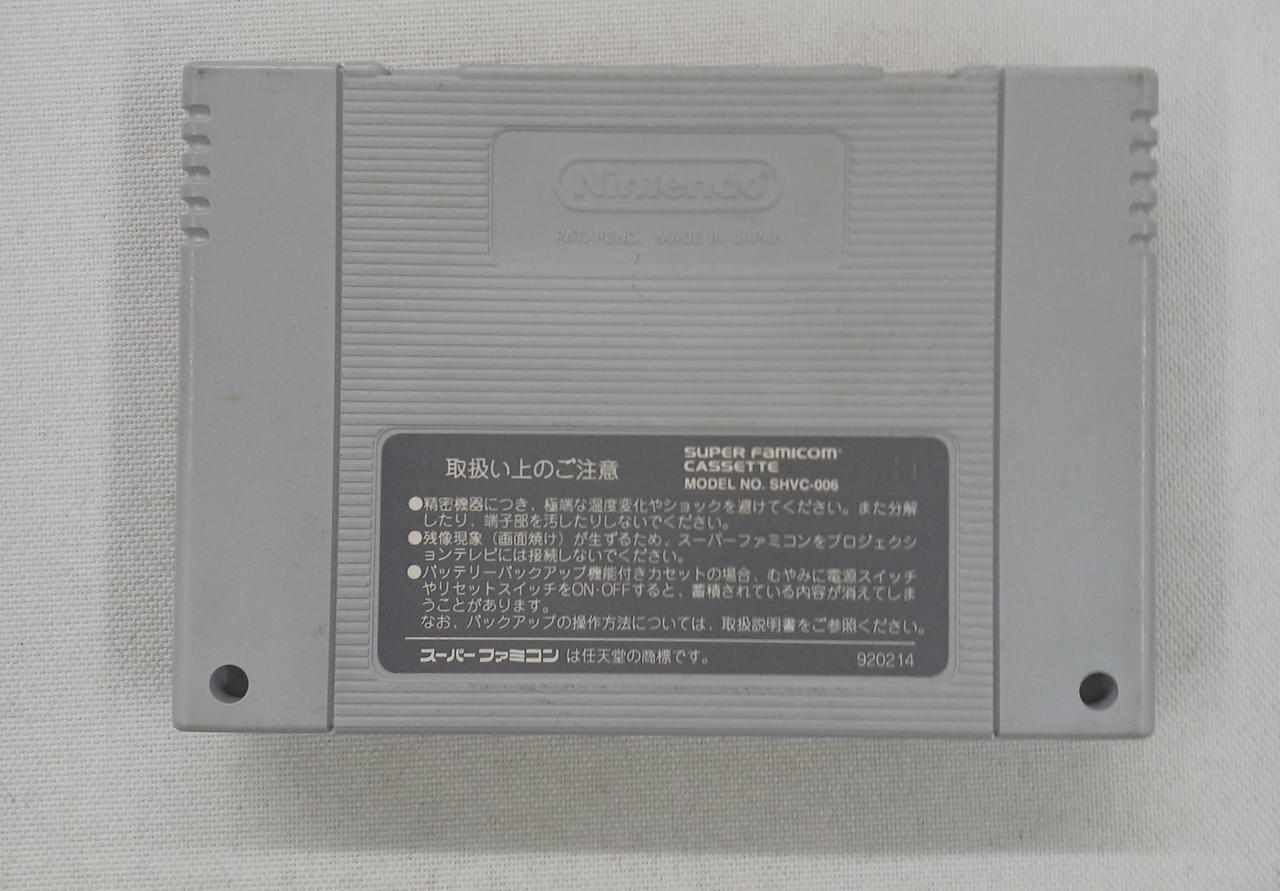 Nintendo®
PAT. PEND. MADE IN JAPAN
取扱い上のご注意
SUPER FAMICOM
CASSETTE
MODEL NO. SHVC-006
●精密機器につき、極端な温度変化やショックを避けてください。また分解
したり、端子部を汚したりしないでください。
●残像現象（画面焼け）が生ずるため、スーパーファミコンをプロジェクシ
ョンテレビには接続しないでください。
●バッテリーバックアップ機能付きカセットの場合、むやみに電源スイッチ
やリセットスイッチをON·OFFすると、蓄積されている内容が消えてしま
うことがあります。
なお、バックアップの操作方法については、取扱説明書をご参照ください。
スーパーファミコン は任天堂の商標です。
920214